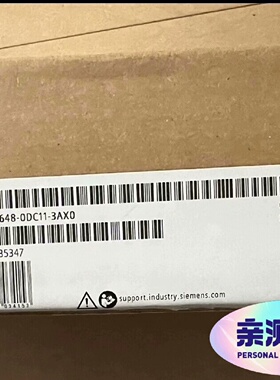 648-0DC11-3AX0
35347
support.industry.siemens.com
亲测
PERSONAL